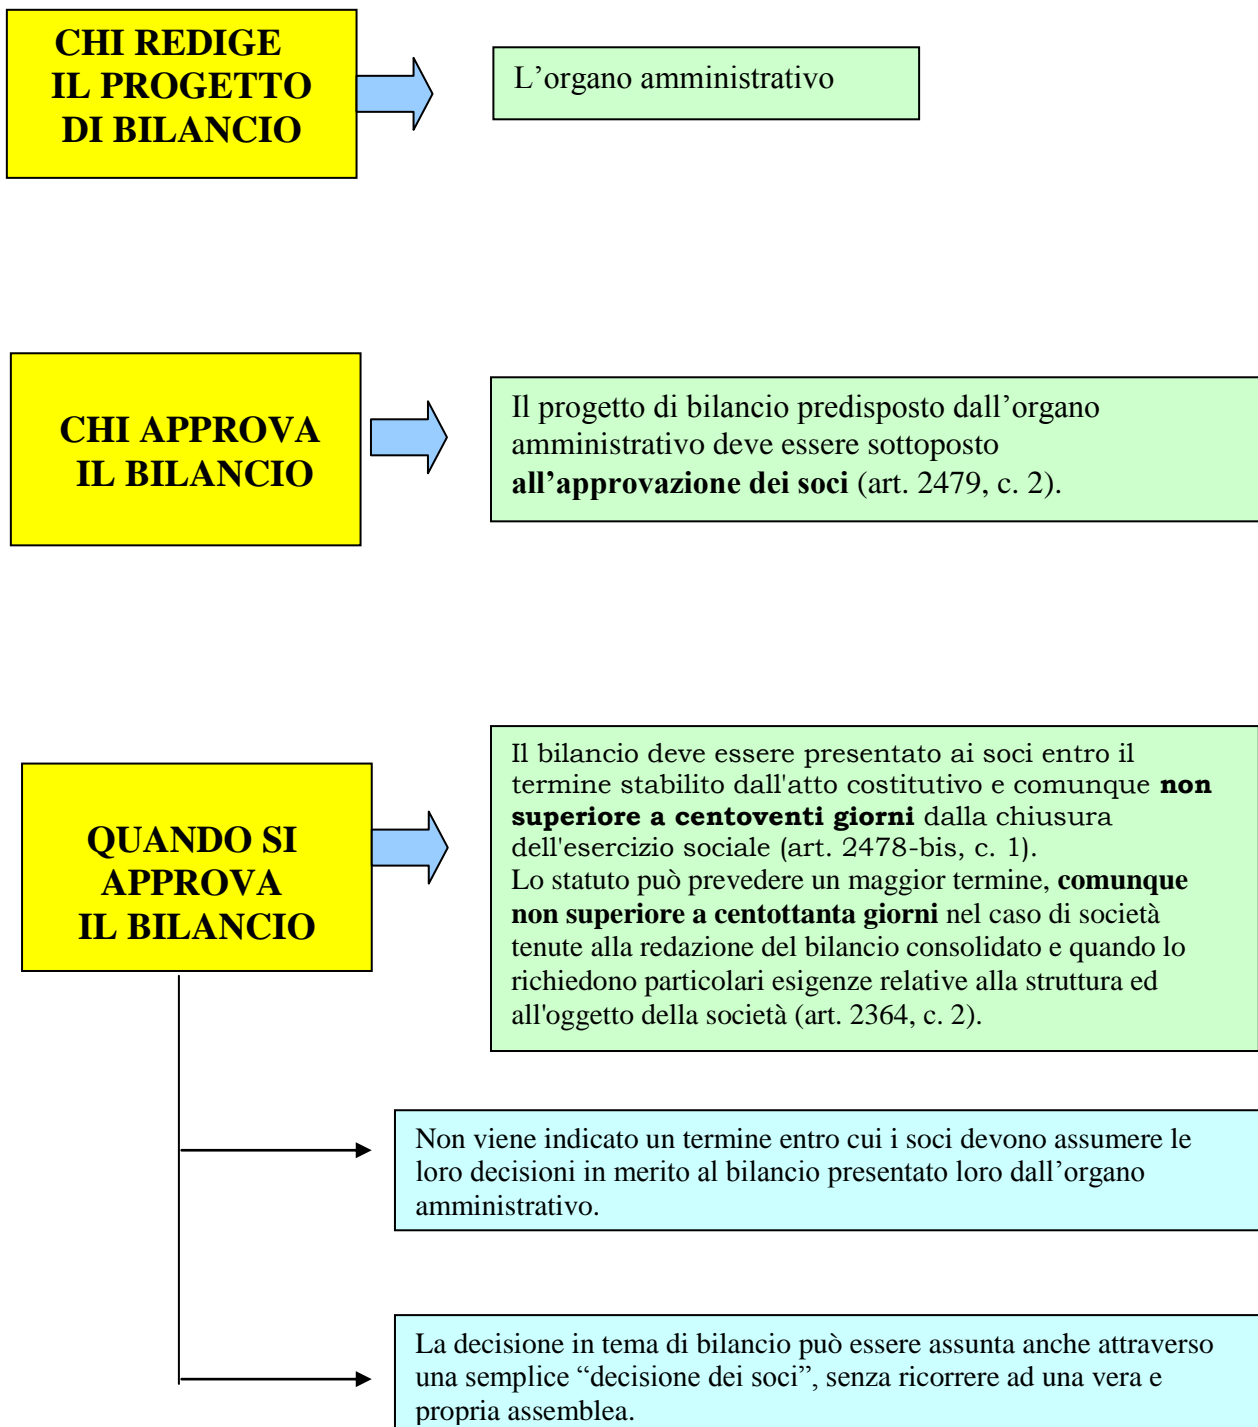 CHI REDIGE
IL PROGETTO
DI BILANCIO
L’organo amministrativo
CHI APPROVA
IL BILANCIO
Il progetto di bilancio predisposto dall’organo
amministrativo deve essere sottoposto
all’approvazione dei soci (art. 2479, c. 2).
QUANDO SI
APPROVA
IL BILANCIO
Il bilancio deve essere presentato ai soci entro il
termine stabilito dall'atto costitutivo e comunque non
superiore a centoventi giorni dalla chiusura
dell'esercizio sociale (art. 2478-bis, c. 1).
Lo statuto può prevedere un maggior termine, comunque
non superiore a centottanta giorni nel caso di società
tenute alla redazione del bilancio consolidato e quando lo
richiedono particolari esigenze relative alla struttura ed
all'oggetto della società (art. 2364, c. 2).
Non viene indicato un termine entro cui i soci devono assumere le
loro decisioni in merito al bilancio presentato loro dall’organo
amministrativo.
La decisione in tema di bilancio può essere assunta anche attraverso
una semplice “decisione dei soci”, senza ricorrere ad una vera e
propria assemblea.